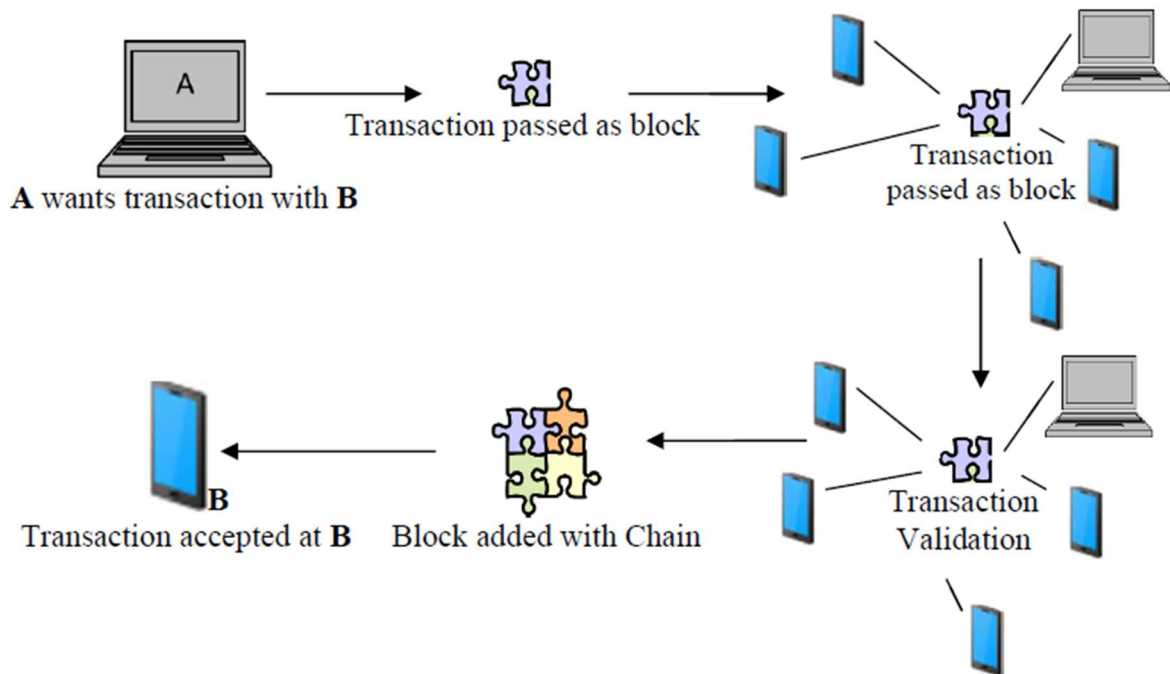 A
Transaction passed as block
A wants transaction with B
Transaction
passed as block
Transaction
Validation
B
Transaction accepted at B
Block added with Chain